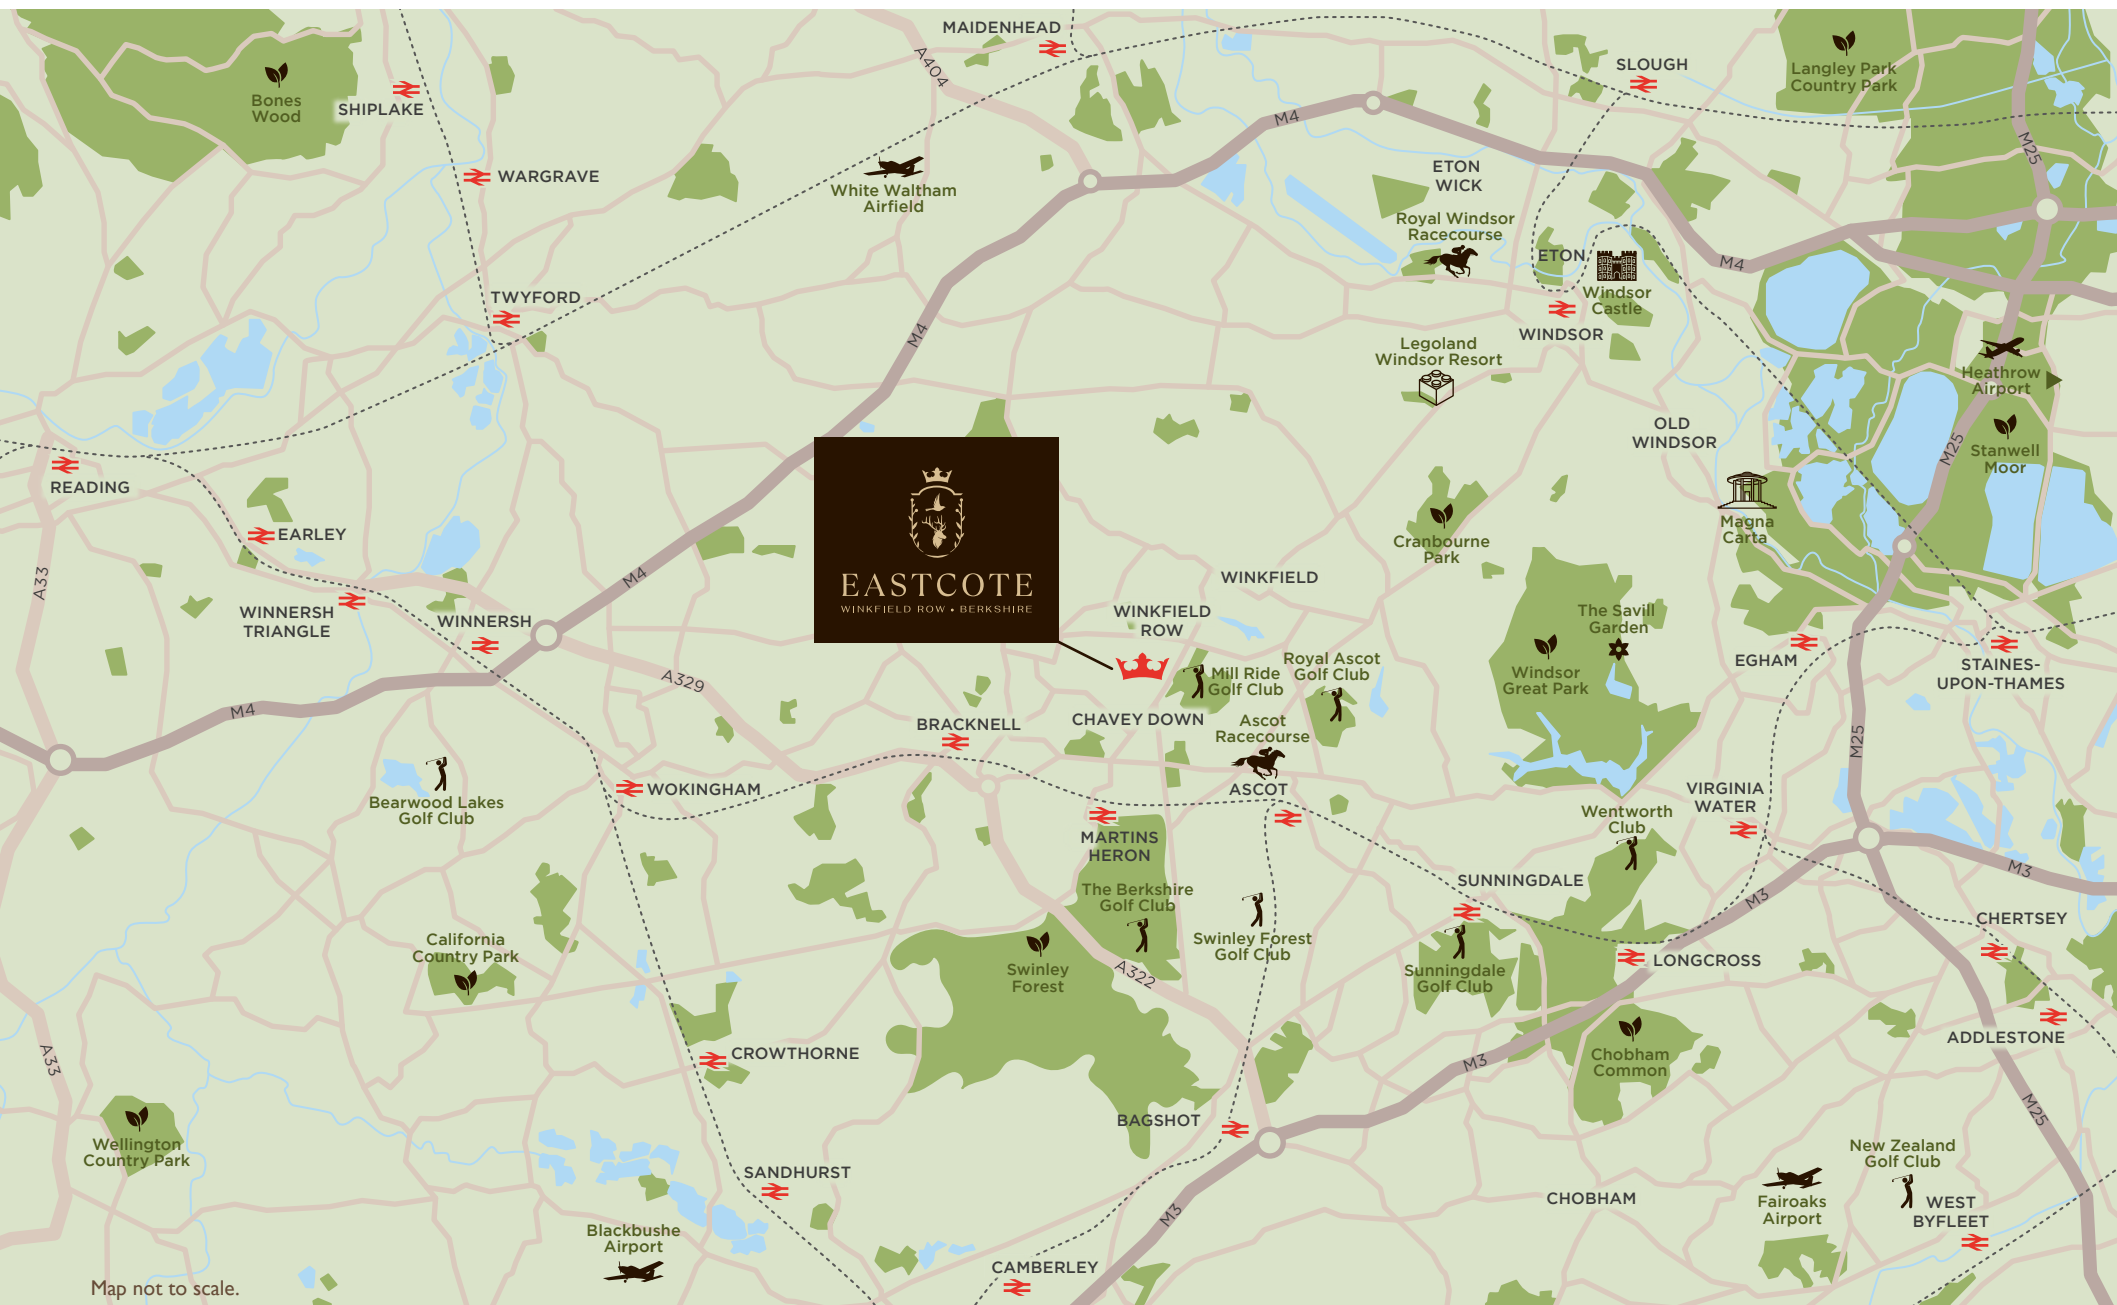 MAIDENHEAD
A404
SLOUGH
Langley Park
Country Park
Bones
Wood
SHIPLAKE
M4
M25
WARGRAVE
White Waltham
Airfield
ETON
WICK
Royal Windsor
Racecourse
ETON
M4
Windsor
Castle
TWYFORD
WINDSOR
M4
Legoland
Windsor Resort
Heathrow
Airport
OLD
WINDSOR
Stanwell
Moor
M25
READING
EARLEY
Magna
Carta
Cranbourne
Park
EASTCOTE
WINKFIELD ROW • BERKSHIRE
A33
M4
WINKFIELD
WINNERSH
TRIANGLE
WINNERSH
WINKFIELD
ROW
The Savill
Garden
EGHAM
STAINES-
UPON-THAMES
A329
Mill Ride
Golf Club
Royal Ascot
Golf Club
Windsor
Great Park
M4
BRACKNELL
CHAVEY DOWN
Ascot
Racecourse
M25
WOKINGHAM
ASCOT
VIRGINIA
WATER
Bearwood Lakes
Golf Club
Wentworth
Club
MARTINS
HERON
M3
SUNNINGDALE
The Berkshire
Golf Club
M3
CHERTSEY
California
Country Park
Swinley Forest
Golf Club
LONGCROSS
Swinley
Forest
A322
Sunningdale
Golf Club
ADDLESTONE
A33
CROWTHORNE
M3
Chobham
Common
M25
BAGSHOT
Wellington
Country Park
New Zealand
Golf Club
SANDHURST
CHOBHAM
Fairoaks
Airport
WEST
BYFLEET
M3
Blackbushe
Airport
CAMBERLEY
Map not to scale.